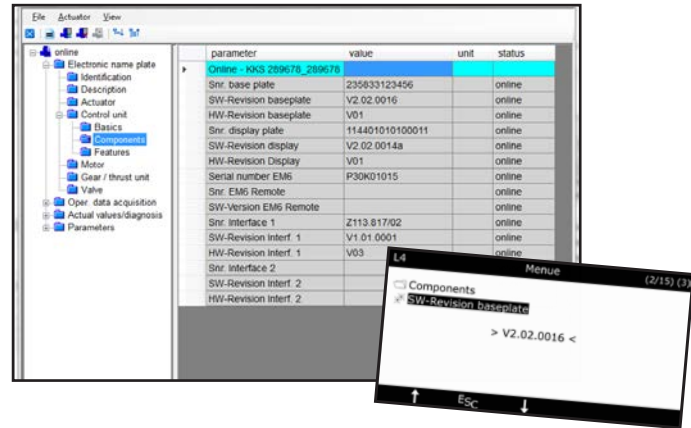 File Actuator View
online
Electronic name plate
Identification
Description
Actuator
Control unit
Basics
Components
Features
Motor
Gear / thrust unit
Valve
Oper. data acquisition
Actual values/diagnosis
Parameters
parameter value unit status
Online - KKS 289678_289678
Snr. base plate 235833123456 online
SW-Revision baseplate V2.02.0016 online
HW-Revision baseplate V01 online
Snr. display plate 114401010100011 online
SW-Revision display V2.02.0014a online
HW-Revision Display V01 online
Serial number EM6 P30K01015 online
Snr. EM6 Remote online
SW-Version EM6 Remote online
Snr. Interface 1 Z113.817/02 online
SW-Revision Interf. 1 V1.01.0001 online
HW-Revision Interf. 1 V03 online
Snr. Interface 2
SW-Revision Interf. 2
HW-Revision Interf. 2
L4 Menue (2/15) (3)
Components
SW-Revision baseplate
> V2.02.0016 <
ESC